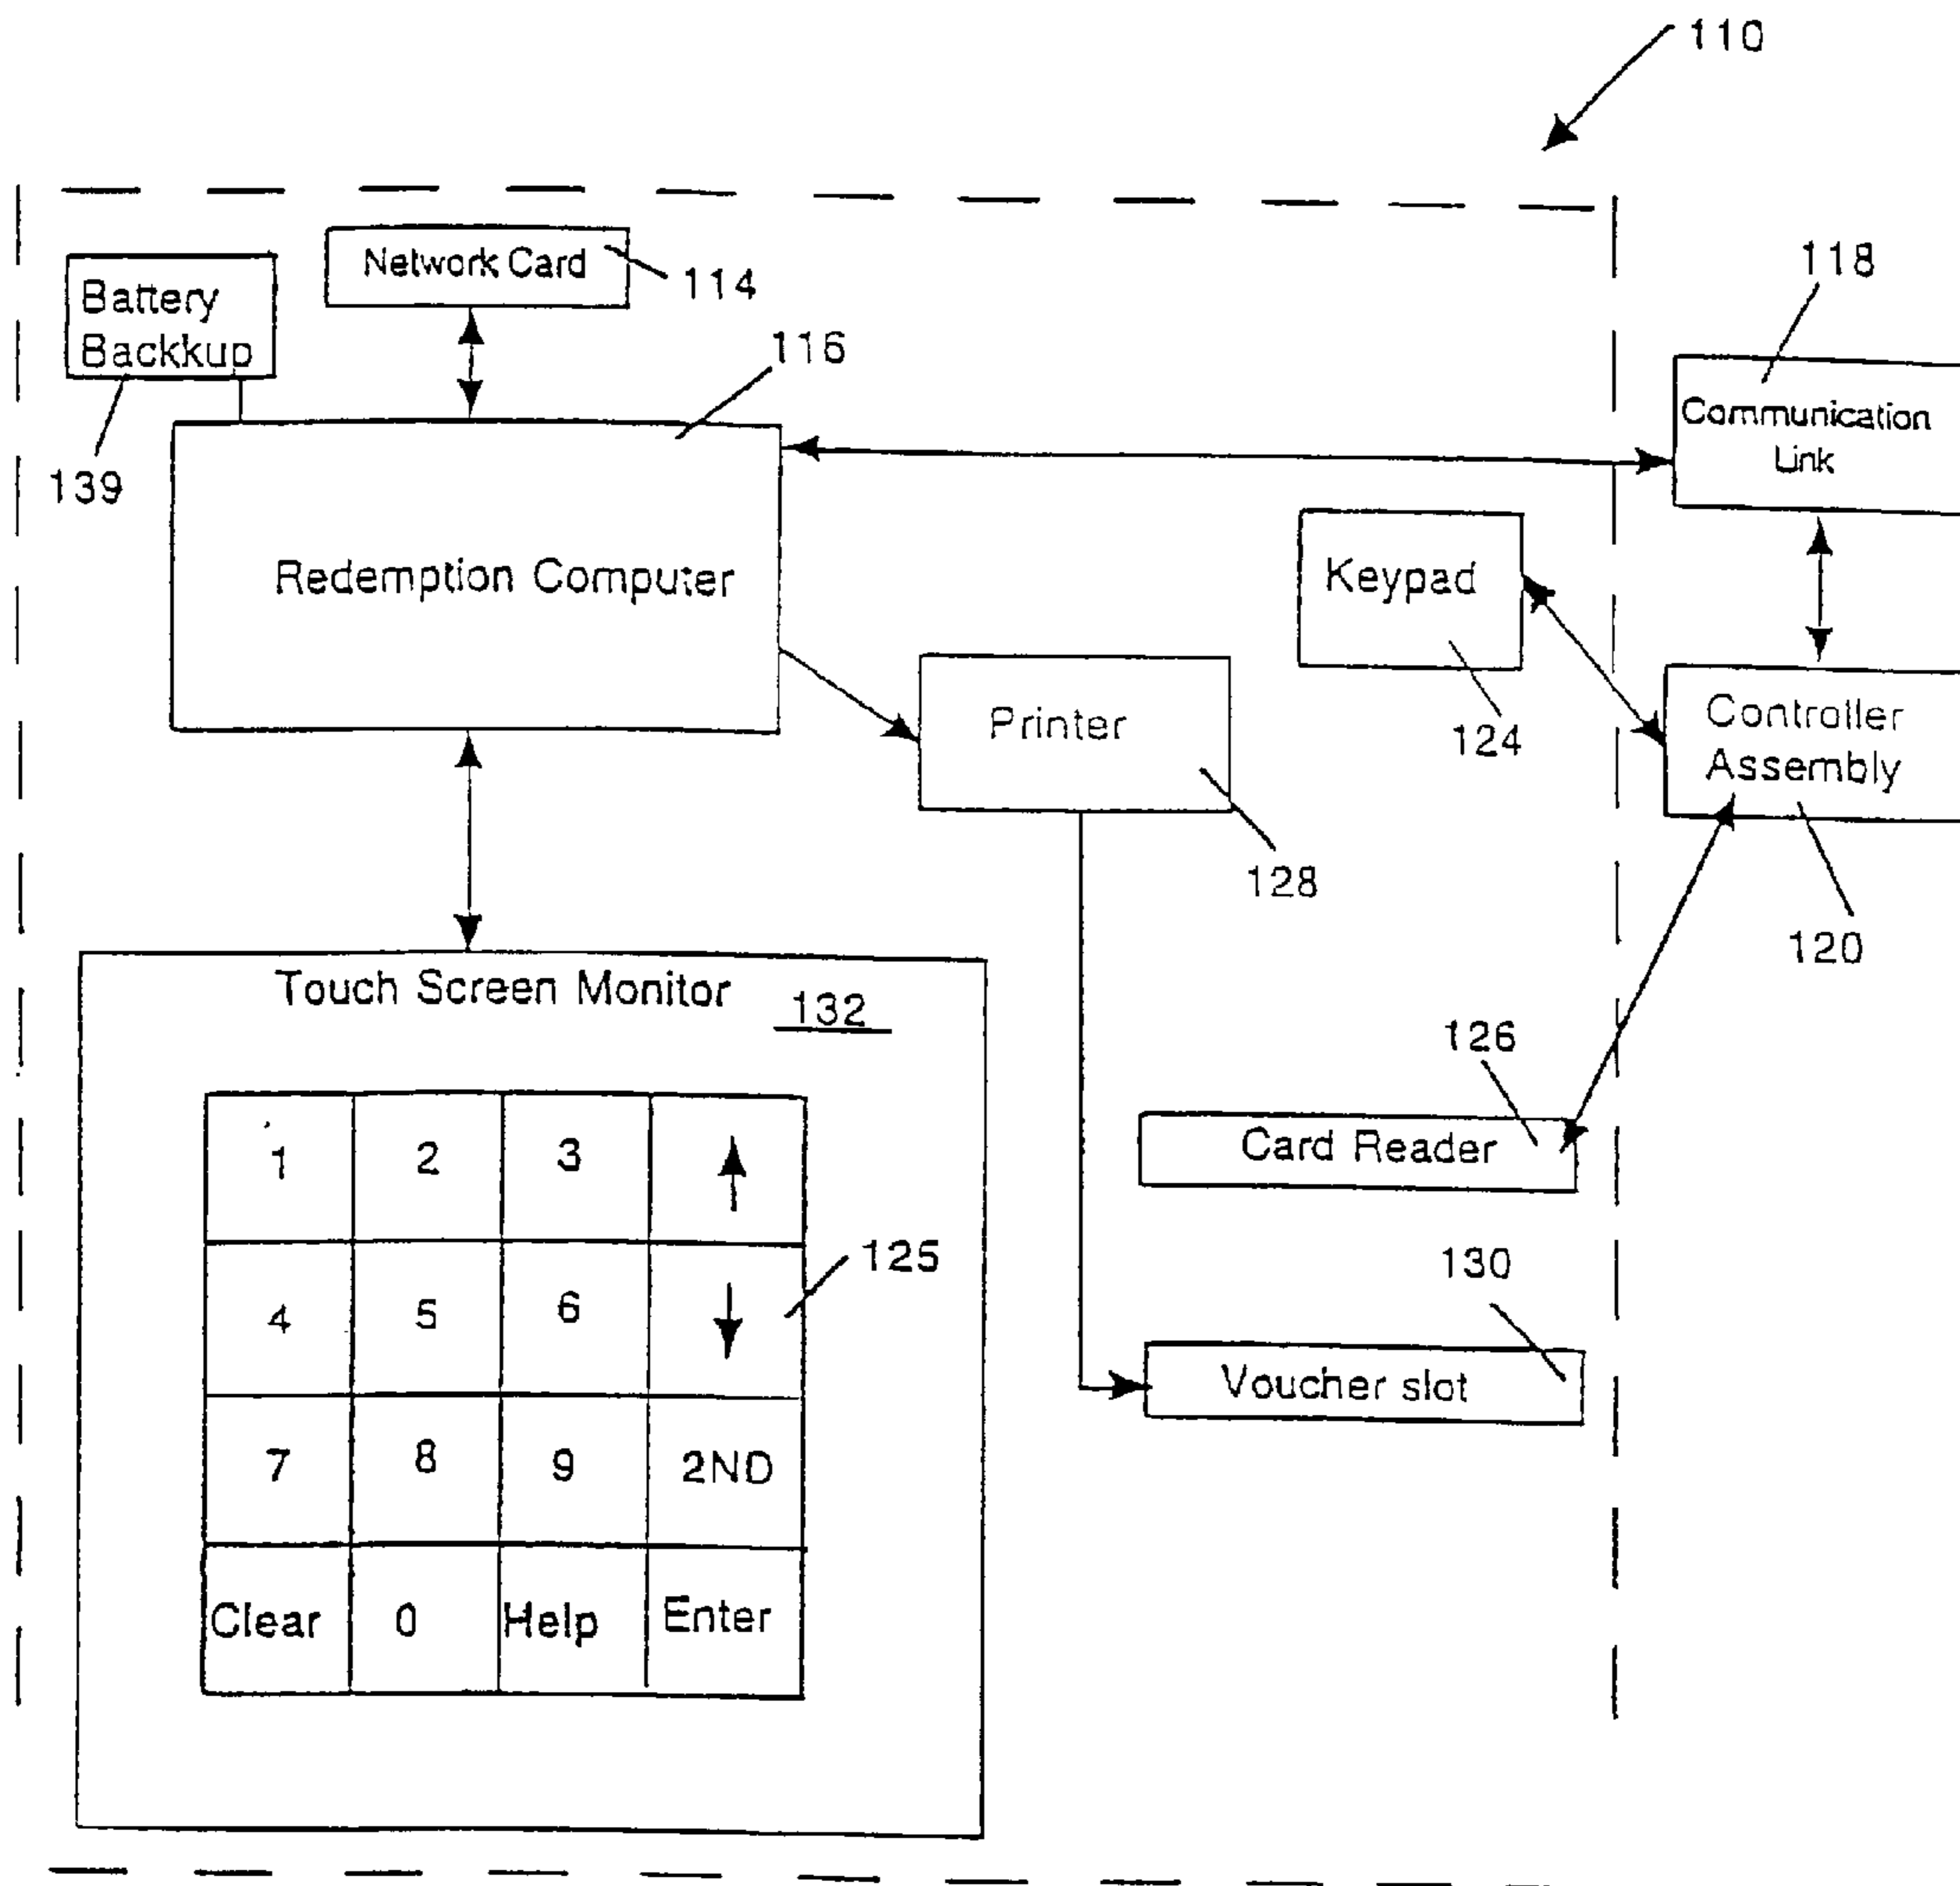 110
Network Card
114
Battery
Backkup
139
116
118
Communication
Link
Redemption Computer
Keypad
124
Printer
128
Controller
Assembly
120
Touch Screen Monitor
132
126
Card Reader
125
130
Voucher slot
1 2 3
4 5 6
7 8 9 2ND
Clear 0 Help Enter